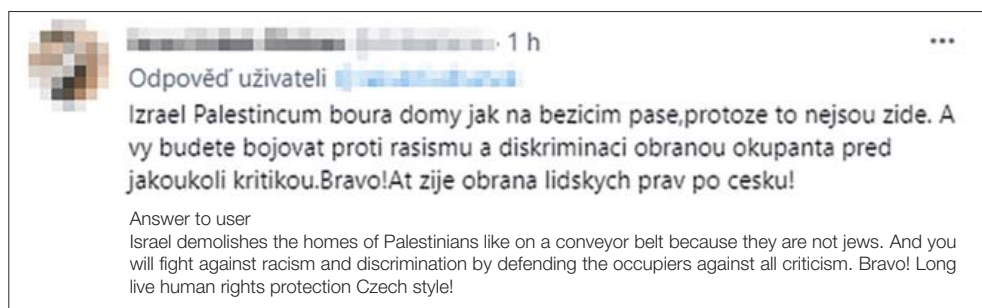 1 h
Odpověď uživateli
Izrael Palestincum boura domy jak na bezicim pase,protoze to nejsou zide. A
vy budete bojovat proti rasismu a diskriminaci obranou okupanta pred
jakoukoli kritikou.Bravo!At zije obrana lidskych prav po cesku!
Answer to user
Israel demolishes the homes of Palestinians like on a conveyor belt because they are not jews. And you
will fight against racism and discrimination by defending the occupiers against all criticism. Bravo! Long
live human rights protection Czech style!